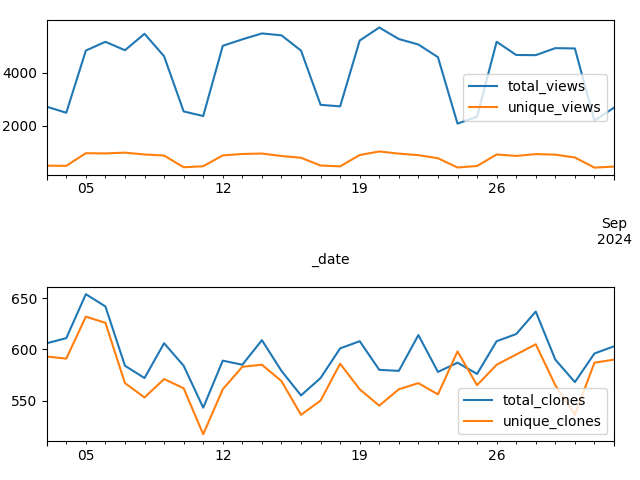 4000
2000
total_views
unique_views
05 12 19 26
Sep
2024
_date
650
600
550
total_clones
unique_clones
05 12 19 26